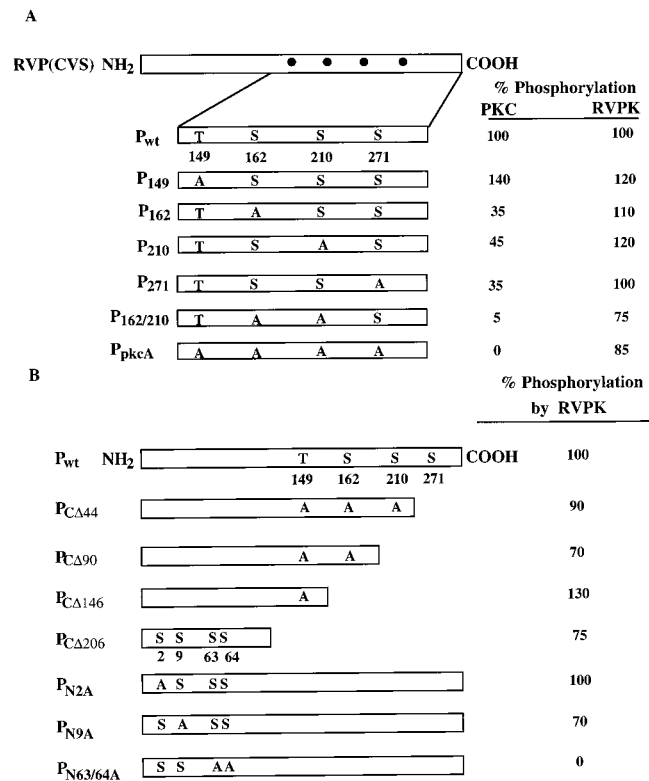 A
RVP(CVS) NH2 COOH
% Phosphorylation
PKC RVPK
Pwt T S S S 100 100
149 162 210 271
P149 A S S S 140 120
P162 T A S S 35 110
P210 T S A S 45 120
P271 T S S A 35 100
P162/210 T A A S 5 75
PpkcA A A A A 0 85
B
% Phosphorylation
by RVPK
Pwt NH2 T S S S COOH 100
149 162 210 271
PCΔ44 A A A 90
PCΔ90 A A 70
PCΔ146 A 130
PCΔ206 S S S S 75
2 9 63 64
PN2A A S S S 100
PN9A S A S S 70
PN63/64A S S A A 0